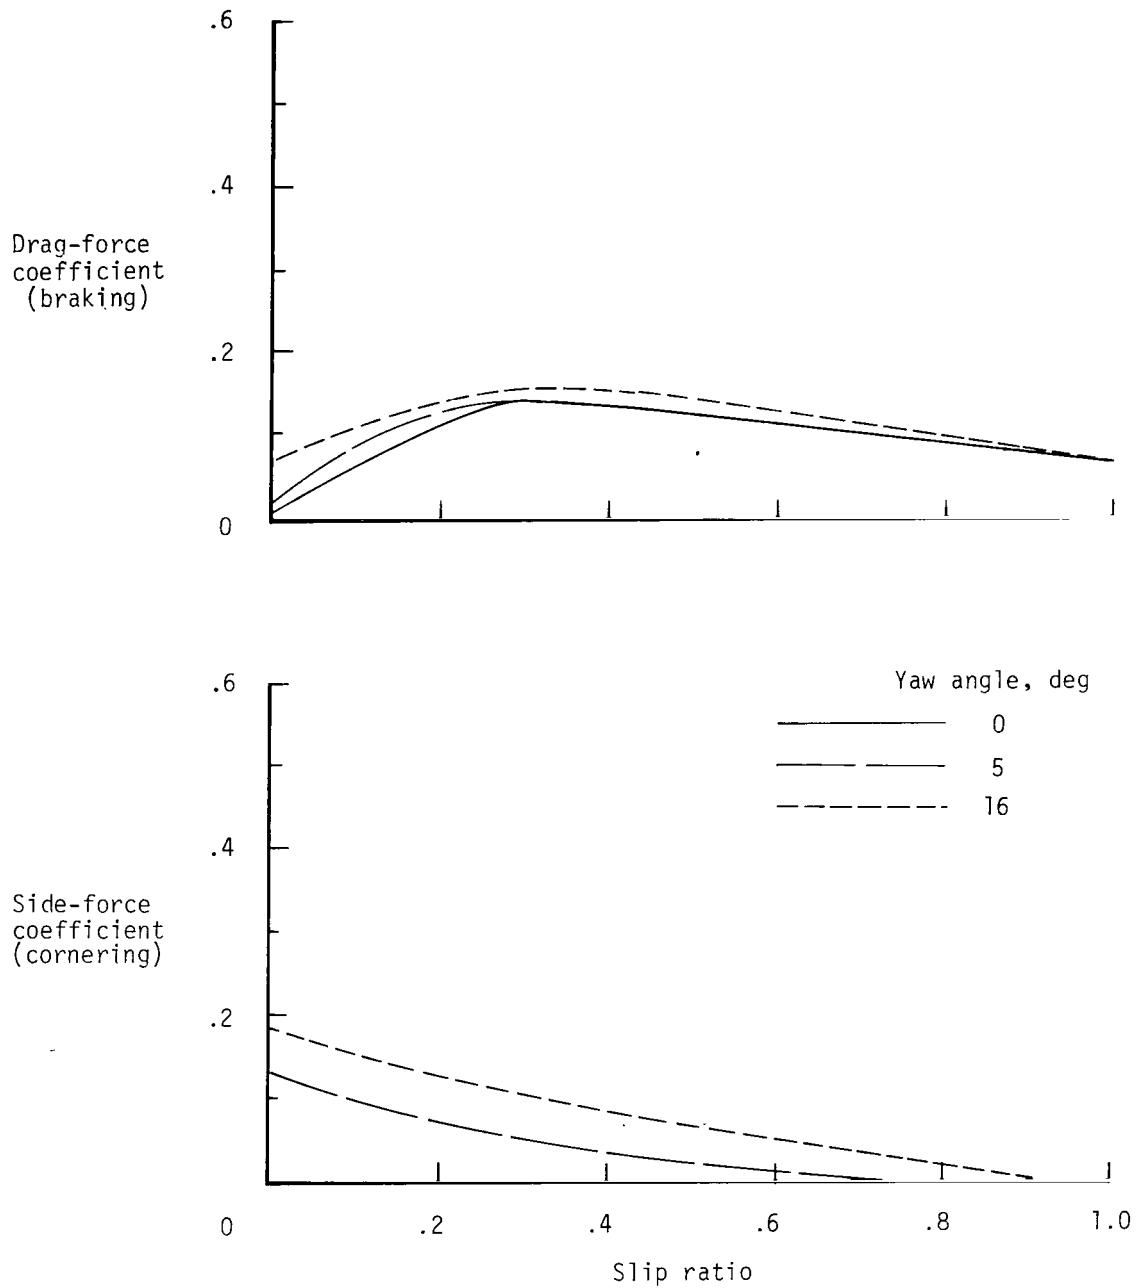 .6
.4
Drag-force
coefficient
(braking)
.2
0
Yaw angle, deg
0
5
16
.6
.4
Side-force
coefficient
(cornering)
.2
0
.2
.4
.6
.8
1.0
Slip ratio